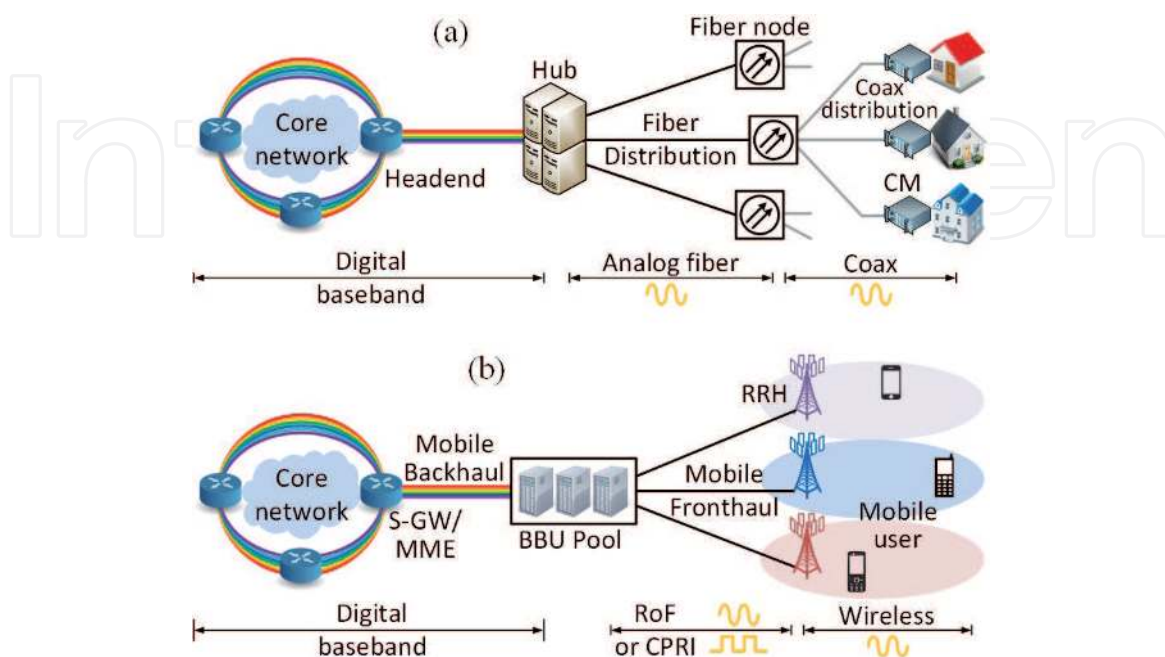 (a)
Fiber node
Hub
Core
network
Headend
Fiber
Distribution
Coax
distribution
CM
Digital
baseband
Analog fiber
Coax
(b)
RRH
Core
network
Mobile
Backhaul
S-GW/
MME
BBU Pool
Mobile
Fronthaul
Mobile
user
Digital
baseband
RoF
or CPRI
Wireless